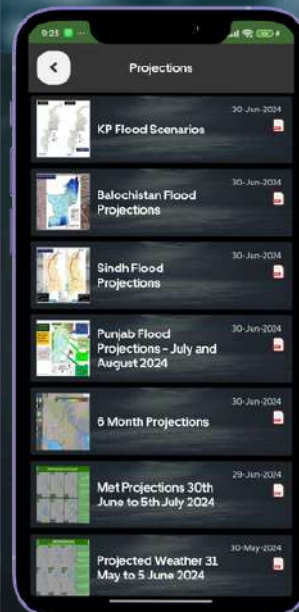 9:25
Projections
30-Jun-2024
KP Flood Scenarios
30-Jun-2024
Balochistan Flood
Projections
30-Jun-2024
Sindh Flood
Projections
30-Jun-2024
Punjab Flood
Projections - July and
August 2024
30-Jun-2024
6 Month Projections
29-Jun-2024
Met Projections 30th
June to 5th July 2024
30-May-2024
Projected Weather 31
May to 5 June 2024